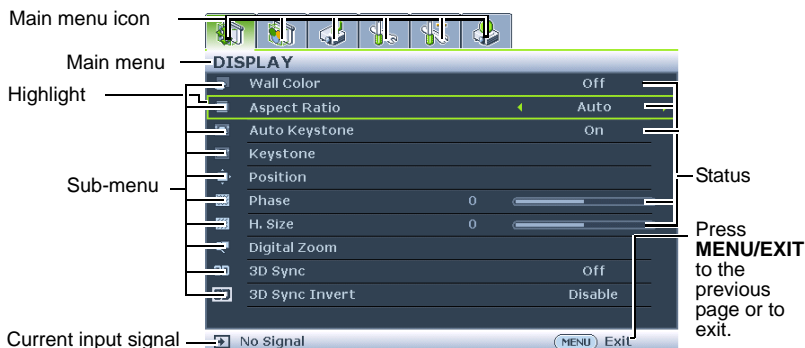 Main menu icon
Main menu
DISPLAY
Highlight
Wall Color Off
Aspect Ratio Auto
Auto Keystone On
Keystone
Position
Sub-menu
Status
Phase 0
H. Size 0
Digital Zoom
3D Sync Off
3D Sync Invert Disable
Press
MENU/EXIT
to the
previous
page or to
exit.
Current input signal
No Signal
MENU Exit